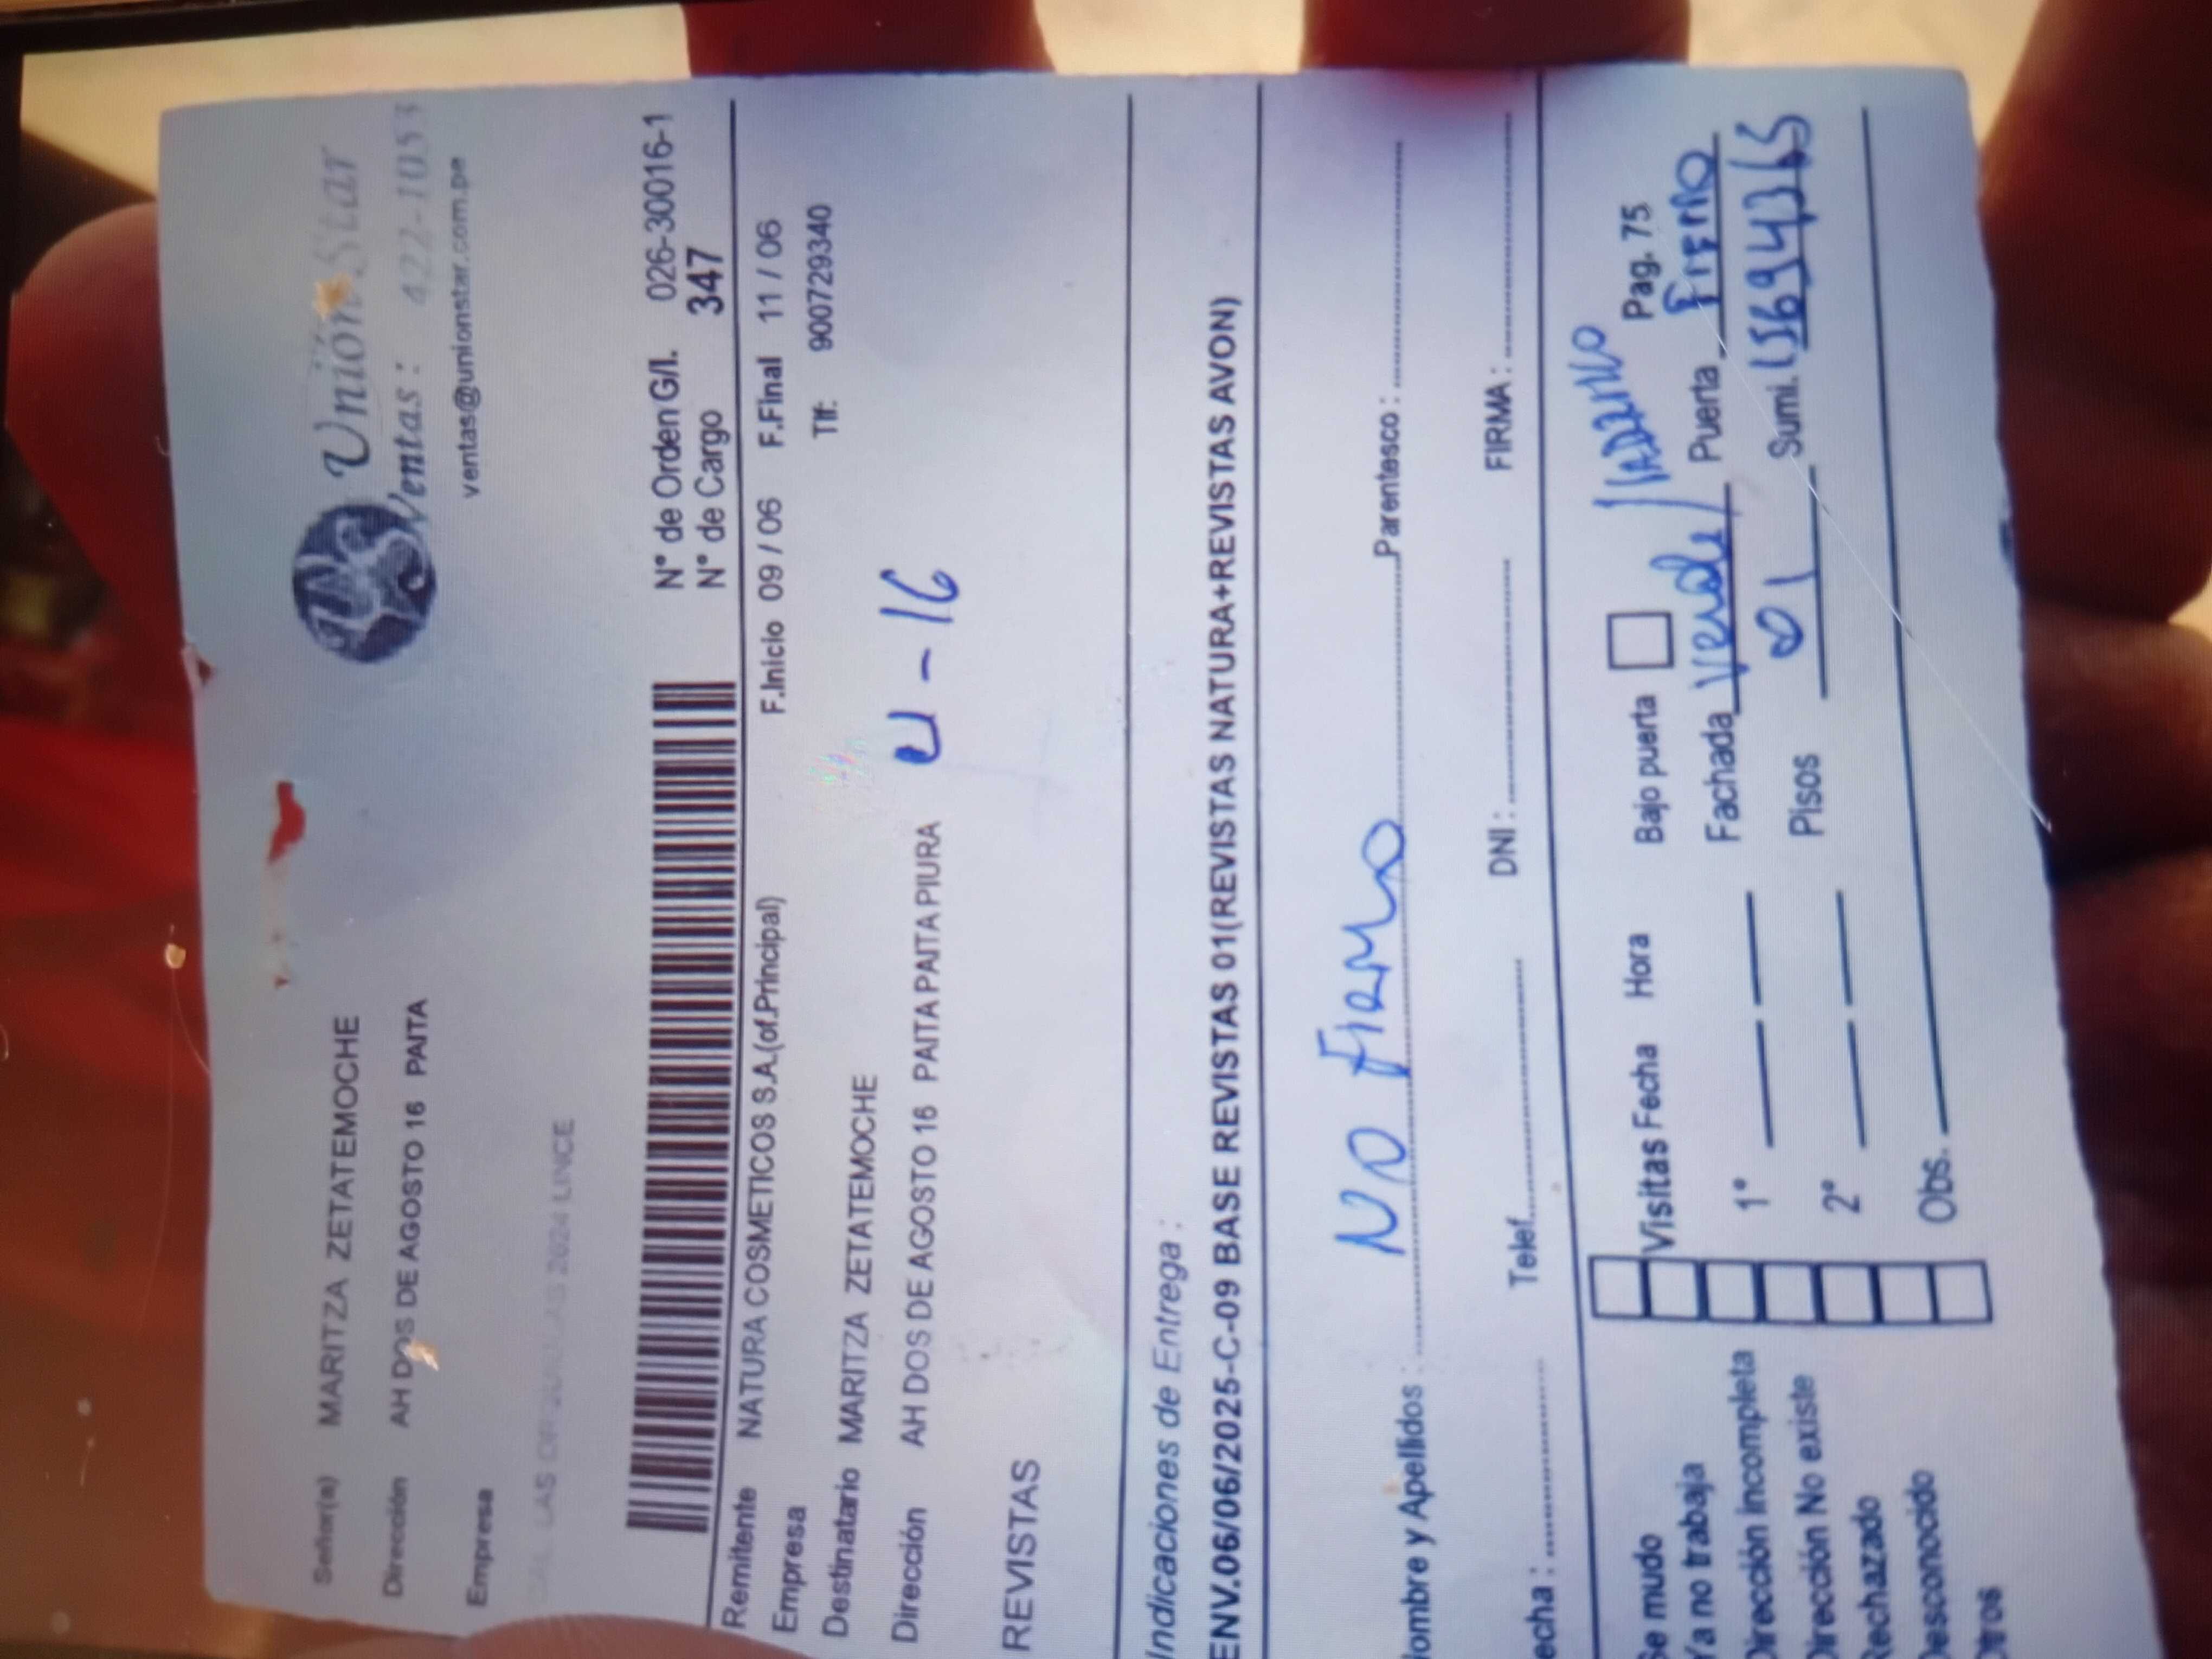 Unión Star
Ventas: 422-1053
ventas@unionstar.com.pe
Señor(a) MARITZA ZETATEMOCHE
Dirección AH DOS DE AGOSTO 16 PAITA
Empresa
LAS 2024 LINCE
N° de Orden G/I. 026-30016-1
N° de Cargo 347
Remitente NATURA COSMETICOS S.A.(of.Principal) F.Inicio 09 / 06 F.Final 11 / 06
Empresa Tlf: 9007293340
Destinatario MARITZA ZETATEMOCHE
Dirección AH DOS DE AGOSTO 16 PAITA PAITA PIURA - 16
REVISTAS
Indicaciones de Entrega :
ENV.06/06/2025-C-09 BASE REVISTAS 01(REVISTAS NATURA+REVISTAS AVON)
Nombre y Apellidos : NO FIRMO Parentesco :
echa : Telef. DNI : FIRMA :
Se mudo Visitas Fecha Hora Bajo puerta Pag. 75
Ya no trabaja 1° Fachada Verde / LADRILLO Puerta FIERRO
Dirección incompleta 2° Pisos 01 Sumi.
Dirección No existe
Rechazado Obs.
Desconocido
Otros